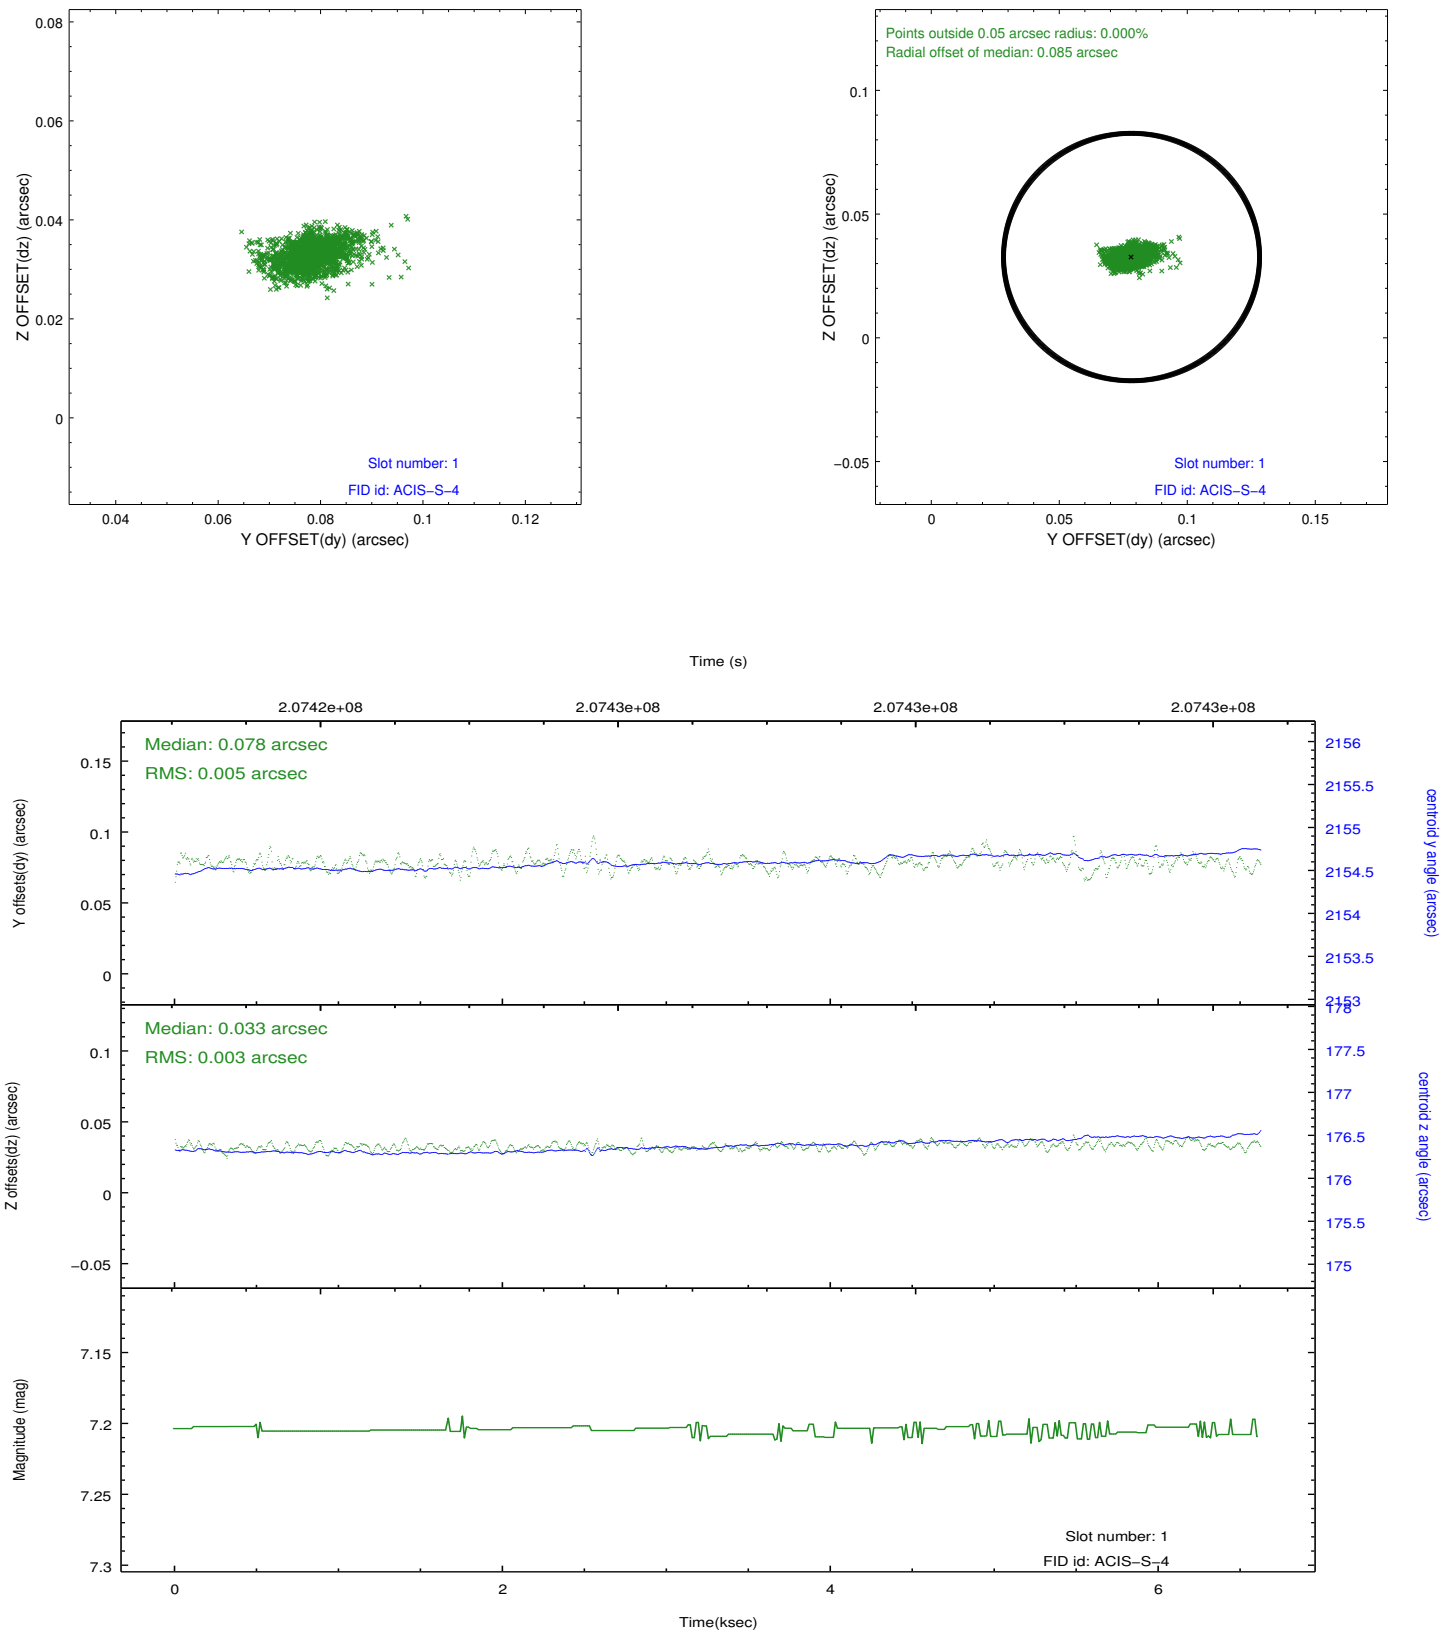 0.08
0.06
0.04
0.02
0
Z OFFSET(dz) (arcsec)
Slot number: 1
FID id: ACIS−S−4
0.04 0.06 0.08 0.1 0.12
Y OFFSET(dy) (arcsec)
Points outside 0.05 arcsec radius: 0.000%
Radial offset of median: 0.085 arcsec
0.1
0.05
0
−0.05
Z OFFSET(dz) (arcsec)
Slot number: 1
FID id: ACIS−S−4
0 0.05 0.1 0.15
Y OFFSET(dy) (arcsec)
Time (s)
2.0742e+08 2.0743e+08 2.0743e+08 2.0743e+08
Median: 0.078 arcsec
RMS: 0.005 arcsec
0.15
0.1
0.05
0
Y offsets(dy) (arcsec)
2156
2155.5
2155
2154.5
2154
2153.5
2153
centroid y angle (arcsec)
Median: 0.033 arcsec
RMS: 0.003 arcsec
0.1
0.05
0
−0.05
Z offsets(dz) (arcsec)
178
177.5
177
176.5
176
175.5
175
centroid z angle (arcsec)
7.15
7.2
7.25
7.3
Magnitude (mag)
Slot number: 1
FID id: ACIS−S−4
0 2 4 6
Time(ksec)